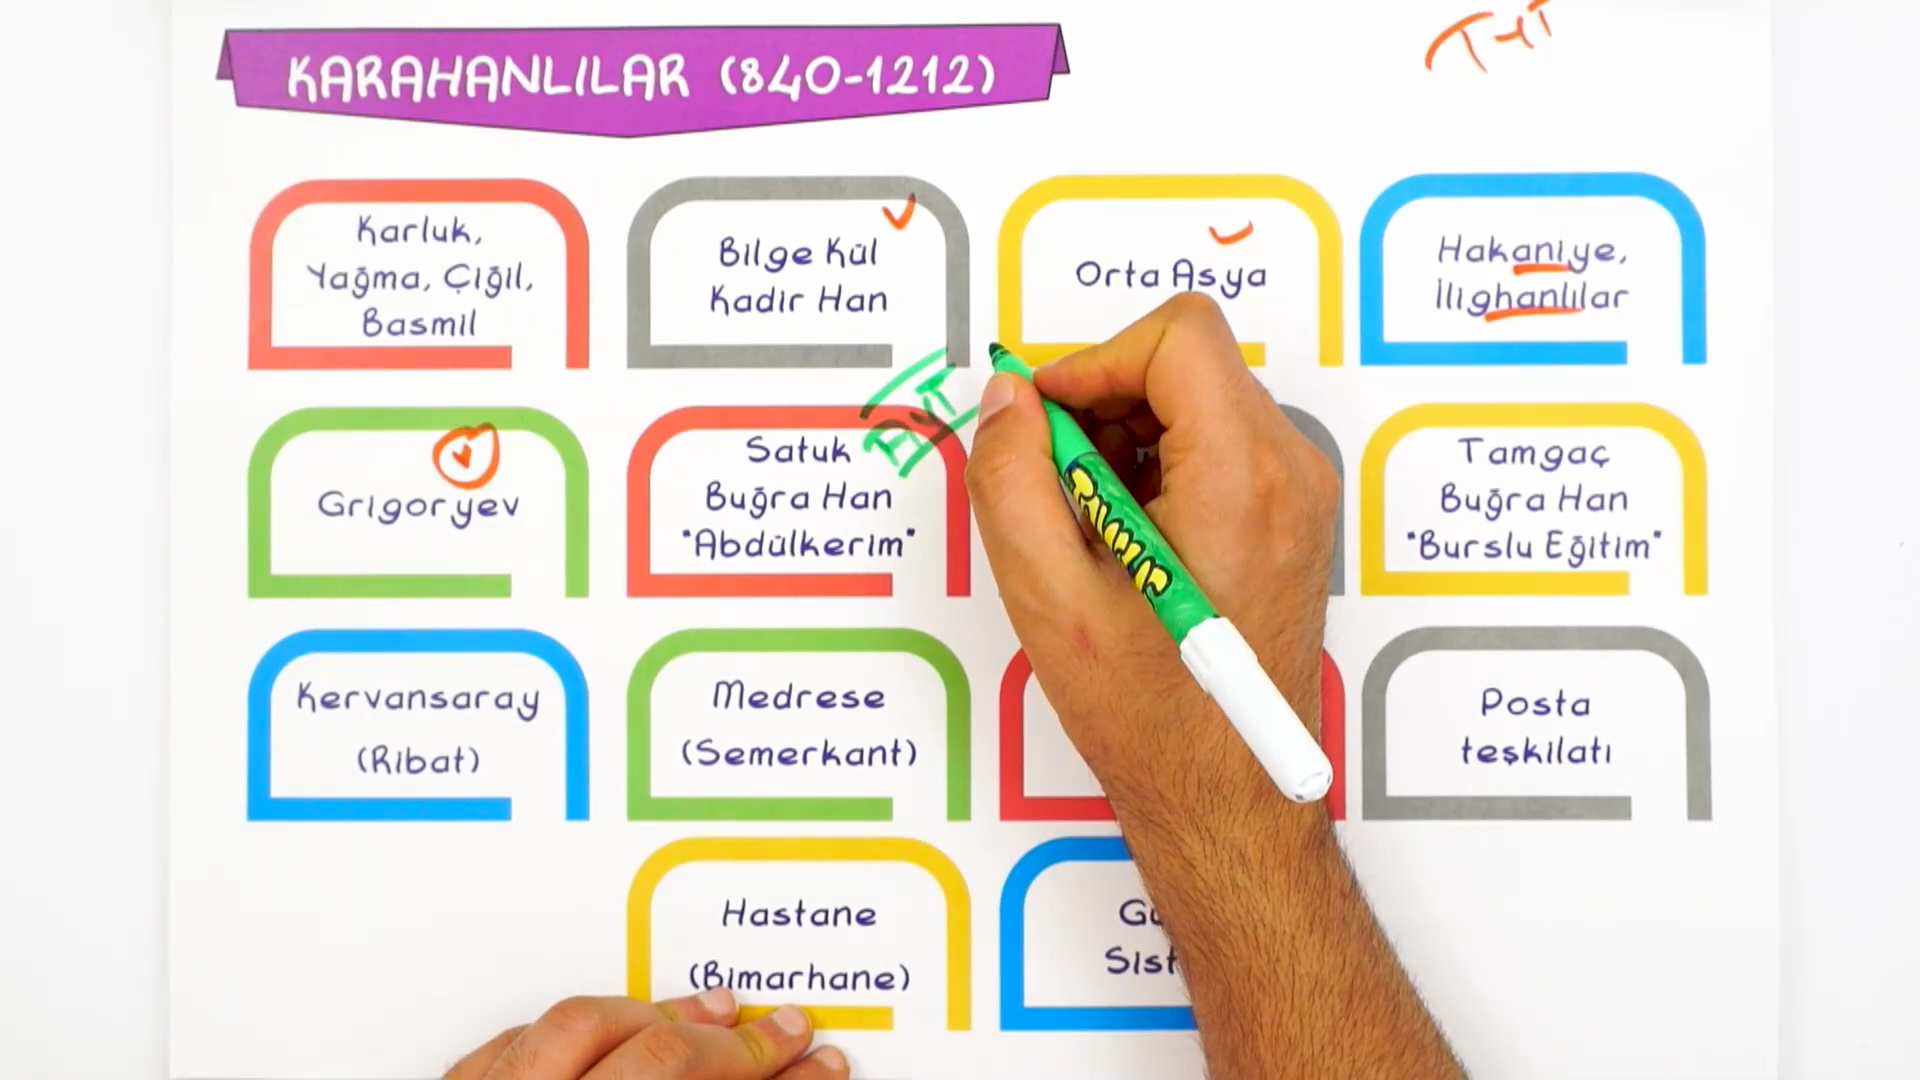 KARAHANLILAR (840-1212)
TYT
Karluk,
Yağma, Çiğil,
Basmil
Bilge Kül
Kadir Han
Orta Asya
Hakaniye,
İlighanlılar
Grigoryev
Satuk
Buğra Han
"Abdülkerim"
AYT
Tamgaç
Buğra Han
"Burslu Eğitim"
Kervansaray
(Ribat)
Medrese
(Semerkant)
Posta
teşkilatı
Hastane
(Bimarhane)